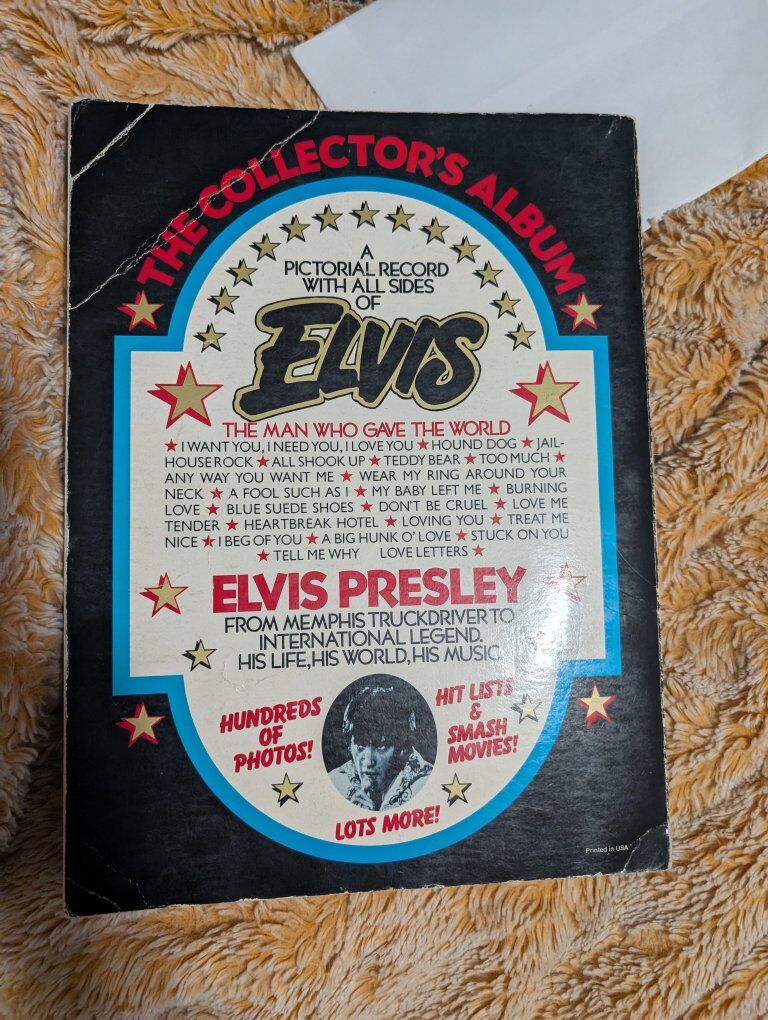 THE COLLECTOR'S ALBUM
A
PICTORIAL RECORD
WITH ALL SIDES
OF
ELVIS
THE MAN WHO GAVE THE WORLD
★ I WANT YOU, I NEED YOU, I LOVE YOU ★ HOUND DOG ★ JAIL-
HOUSE ROCK ★ ALL SHOOK UP ★ TEDDY BEAR ★ TOO MUCH ★
ANY WAY YOU WANT ME ★ WEAR MY RING AROUND YOUR
NECK ★ A FOOL SUCH AS I ★ MY BABY LEFT ME ★ BURNING
LOVE ★ BLUE SUEDE SHOES ★ DON'T BE CRUEL ★ LOVE ME
TENDER ★ HEARTBREAK HOTEL ★ LOVING YOU ★ TREAT ME
NICE ★ I BEG OF YOU ★ A BIG HUNK O' LOVE ★ STUCK ON YOU
★ TELL ME WHY LOVE LETTERS ★
ELVIS PRESLEY
FROM MEMPHIS TRUCKDRIVER TO
INTERNATIONAL LEGEND.
HIS LIFE, HIS WORLD, HIS MUSIC.
HUNDREDS
OF
PHOTOS!
HIT LISTS
&
SMASH
MOVIES!
LOTS MORE!
Printed in USA